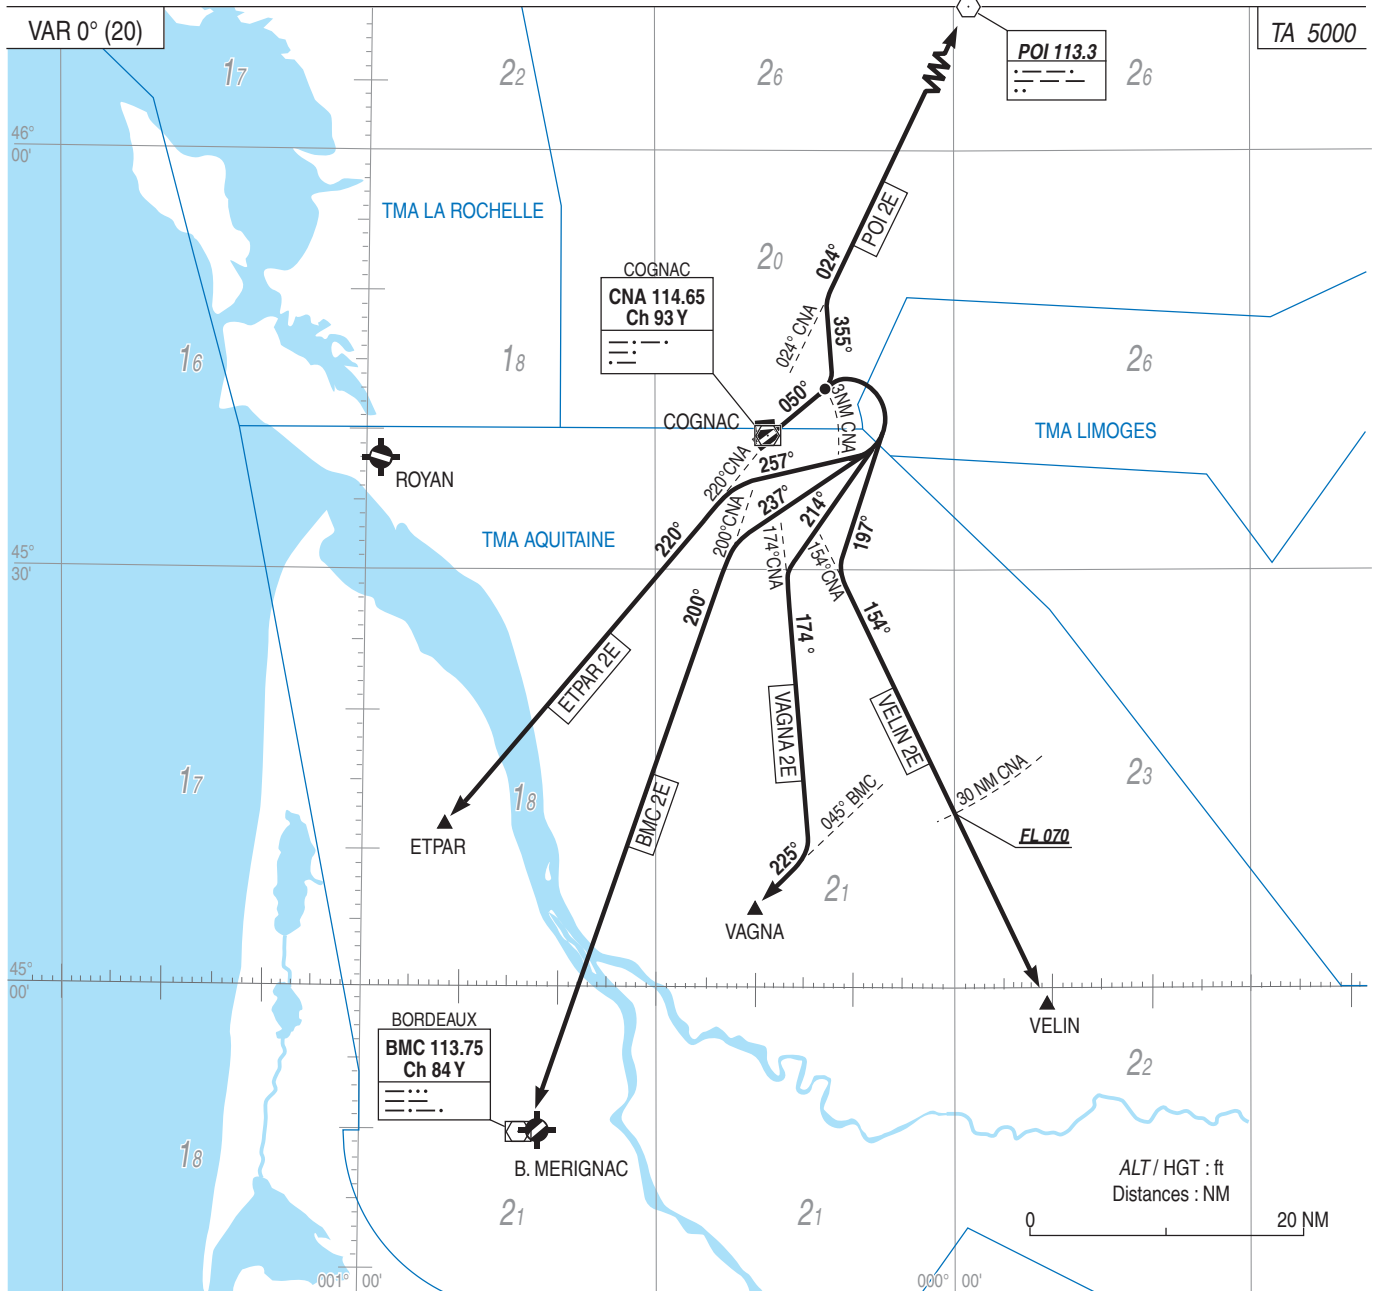 VAR 0° (20)
TA 5000
POI 113.3
17
22
26
26
46°
00'
TMA LA ROCHELLE
POI 2E
20
024°
COGNAC
CNA 114.65
Ch 93 Y
024° CNA
355°
16
18
26
050°
3NM CNA
COGNAC
TMA LIMOGES
ROYAN
220°CNA
257°
237°
214°
197°
200°CNA
174°CNA
154°CNA
TMA AQUITAINE
45°
30'
220°
200°
174°
154°
ETPAR 2E
BMC 2E
VAGNA 2E
VELIN 2E
17
18
23
045° BMC
30 NM CNA
FL 070
ETPAR
225°
21
VAGNA
45°
00'
VELIN
BORDEAUX
BMC 113.75
Ch 84 Y
22
B. MERIGNAC
18
21
21
ALT / HGT : ft
Distances : NM
0
20 NM
001° 00'
000° 00'